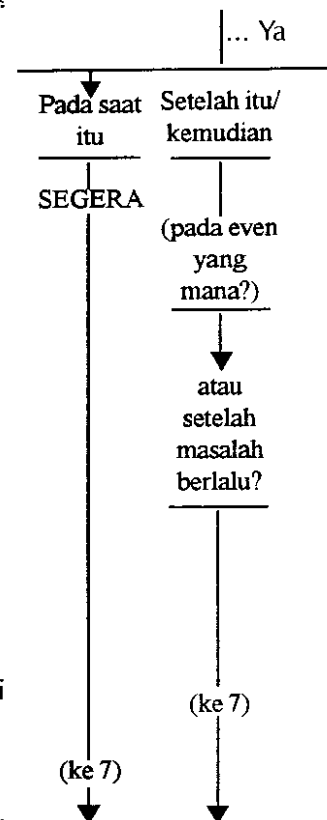 ... Ya
Pada saat
itu
SEGERA
(ke 7)
Setelah itu/
kemudian
(pada even
yang
mana?)
atau
setelah
masalah
berlalu?
(ke 7)